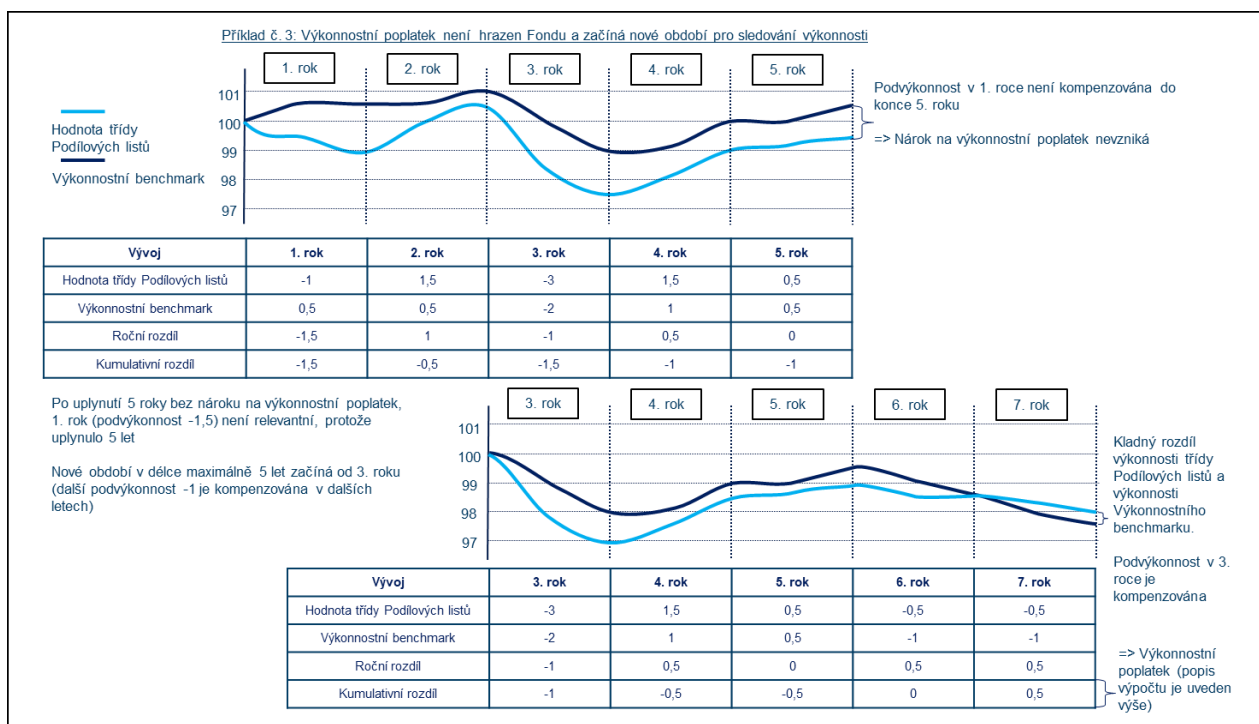 Příklad č. 3: Výkonnostní poplatek není hrazen Fondu a začíná nové období pro sledování výkonnosti
1. rok
2. rok
3. rok
4. rok
5. rok
101
100
99
98
97
Hodnota třídy
Podílových listů
Výkonnostní benchmark
Podvýkonnost v 1. roce není kompenzována do
konce 5. roku
=> Nárok na výkonnostní poplatek nevzniká
Vývoj 1. rok 2. rok 3. rok 4. rok 5. rok
Hodnota třídy Podílových listů -1 1,5 -3 1,5 0,5
Výkonnostní benchmark 0,5 0,5 -2 1 0,5
Roční rozdíl -1,5 1 -1 0,5 0
Kumulativní rozdíl -1,5 -0,5 -1,5 -1 -1
Po uplynutí 5 roky bez nároku na výkonnostní poplatek,
1. rok (podvýkonnost -1,5) není relevantní, protože
uplynulo 5 let
Nové období v délce maximálně 5 let začíná od 3. roku
(další podvýkonnost -1 je kompenzována v dalších
letech)
3. rok
4. rok
5. rok
6. rok
7. rok
101
100
99
98
97
Kladný rozdíl
výkonnosti třídy
Podílových listů a
výkonnosti
Výkonnostního
benchmarku.
Podvýkonnost v 3.
roce je
kompenzována
Vývoj 3. rok 4. rok 5. rok 6. rok 7. rok
Hodnota třídy Podílových listů -3 1,5 0,5 -0,5 -0,5
Výkonnostní benchmark -2 1 0,5 -1 -1
Roční rozdíl -1 0,5 0 0,5 0,5
Kumulativní rozdíl -1 -0,5 -0,5 0 0,5
=> Výkonnostní
poplatek (popis
výpočtu je uveden
výše)